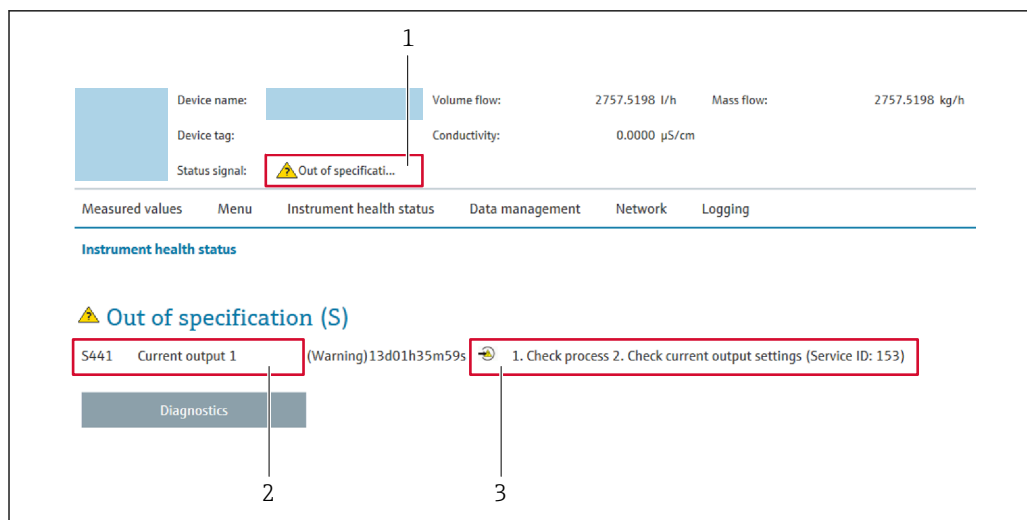 1
Device name: Volume flow: 2757.5198 l/h Mass flow: 2757.5198 kg/h
Device tag: Conductivity: 0.0000 µS/cm
Status signal: Out of specificati...
Measured values Menu Instrument health status Data management Network Logging
Instrument health status
Out of specification (S)
S441 Current output 1 (Warning)13d01h35m59s 1. Check process 2. Check current output settings (Service ID: 153)
Diagnostics
2 3